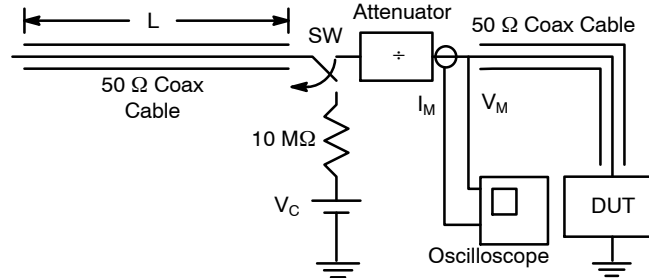 L
SW
Attenuator
÷
50 Ω Coax Cable
50 Ω Coax
Cable
I_M
V_M
10 MΩ
V_C
DUT
Oscilloscope